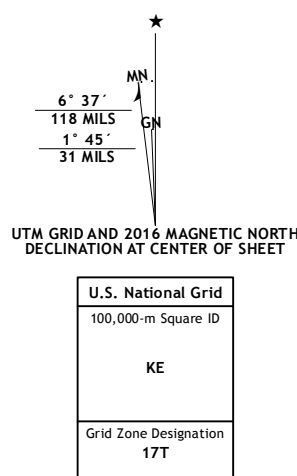 ★
MN.
6° 37´
118 MILS
GN
1° 45´
31 MILS
UTM GRID AND 2016 MAGNETIC NORTH
DECLINATION AT CENTER OF SHEET
U.S. National Grid
100,000-m Square ID
KE
Grid Zone Designation
17T